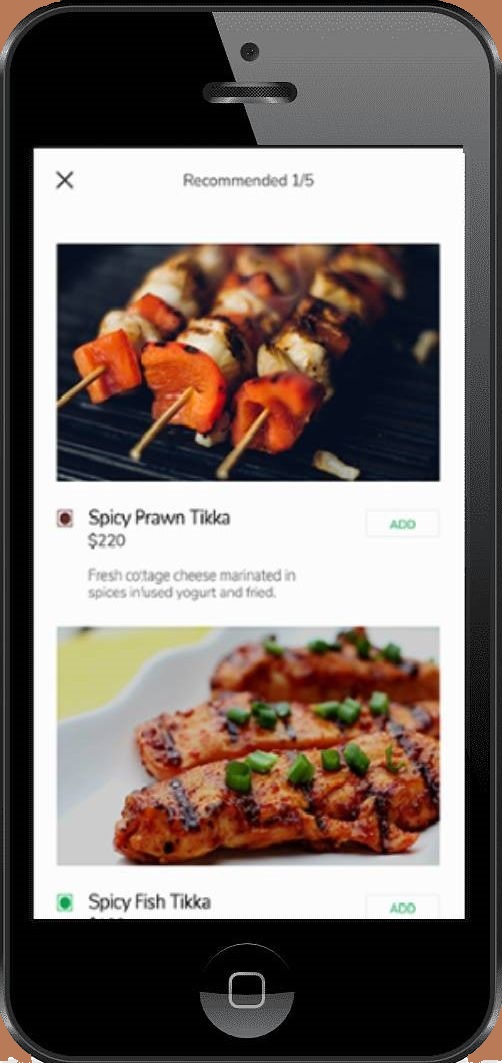 Recommended 1/5
Spicy Prawn Tikka
ADD
$220
Fresh cottage cheese marinated in
spices infused yogurt and fried.
Spicy Fish Tikka
ADD